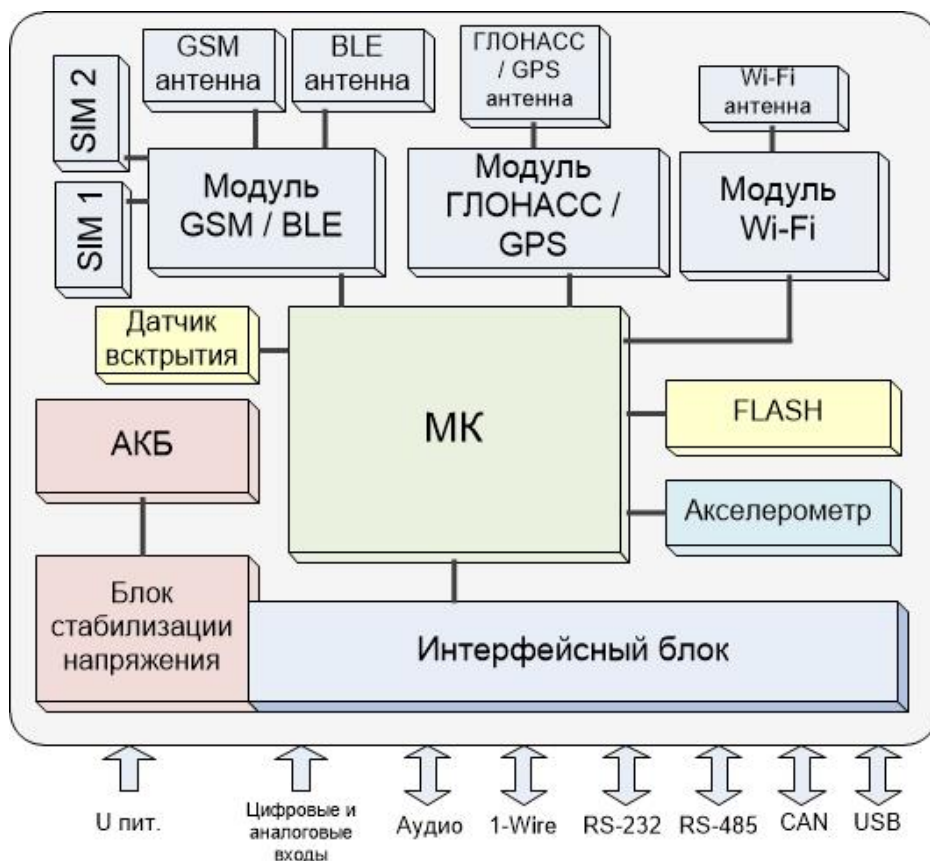 GSM
антенна
BLE
антенна
ГЛОНАСС
/ GPS
антенна
Wi-Fi
антенна
SIM 2
SIM 1
Модуль
GSM / BLE
Модуль
ГЛОНАСС /
GPS
Модуль
Wi-Fi
Датчик
всктрытия
МК
FLASH
АКБ
Акселерометр
Блок
стабилизации
напряжения
Интерфейсный блок
U пит.
Цифровые и
аналоговые
входы
Аудио
1-Wire
RS-232
RS-485
CAN
USB